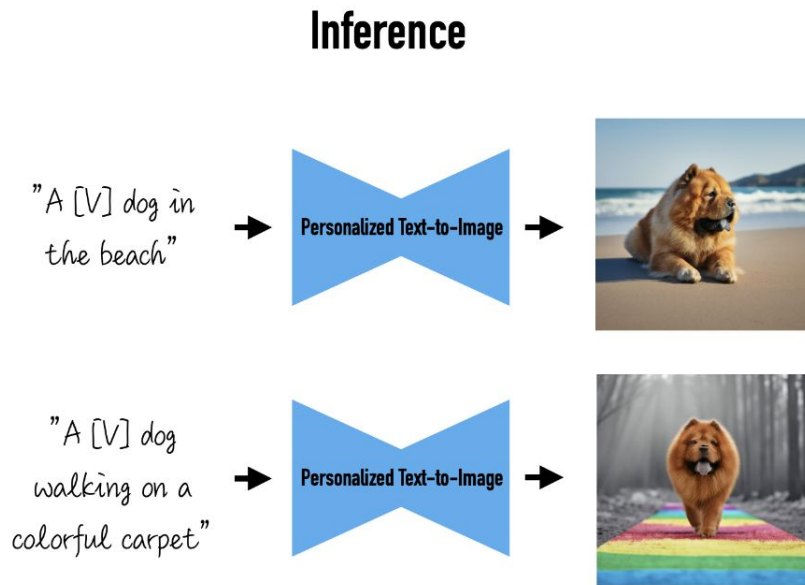 Inference
"A [V] dog in
the beach"
Personalized Text-to-Image
"A [V] dog
walking on a
colorful carpet"
Personalized Text-to-Image